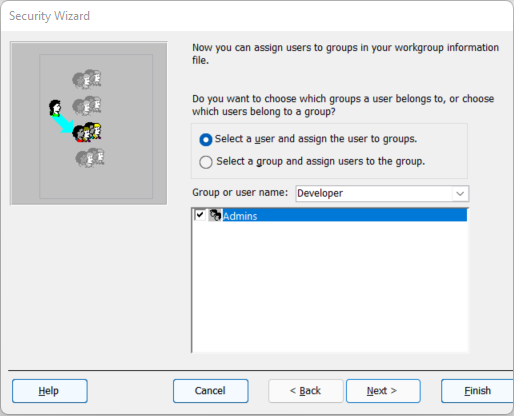 Security Wizard
Now you can assign users to groups in your workgroup information
file.
Do you want to choose which groups a user belongs to, or choose
which users belong to a group?
Select a user and assign the user to groups.
Select a group and assign users to the group.
Group or user name: Developer
Admins
Help Cancel < Back Next > Finish